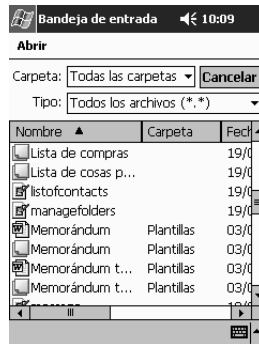 Bandeja de entrada 10:09
Abrir
Carpeta: Todas las carpetas Cancelar
Tipo: Todos los archivos (*.*)
Nombre Carpeta Fech
Lista de compras 19/0
Lista de cosas p... 19/0
listofcontacts 19/0
managefolders 19/0
Memorándum Plantillas 03/0
Memorándum Plantillas 03/0
Memorándum t... Plantillas 03/0
Memorándum t... Plantillas 03/0